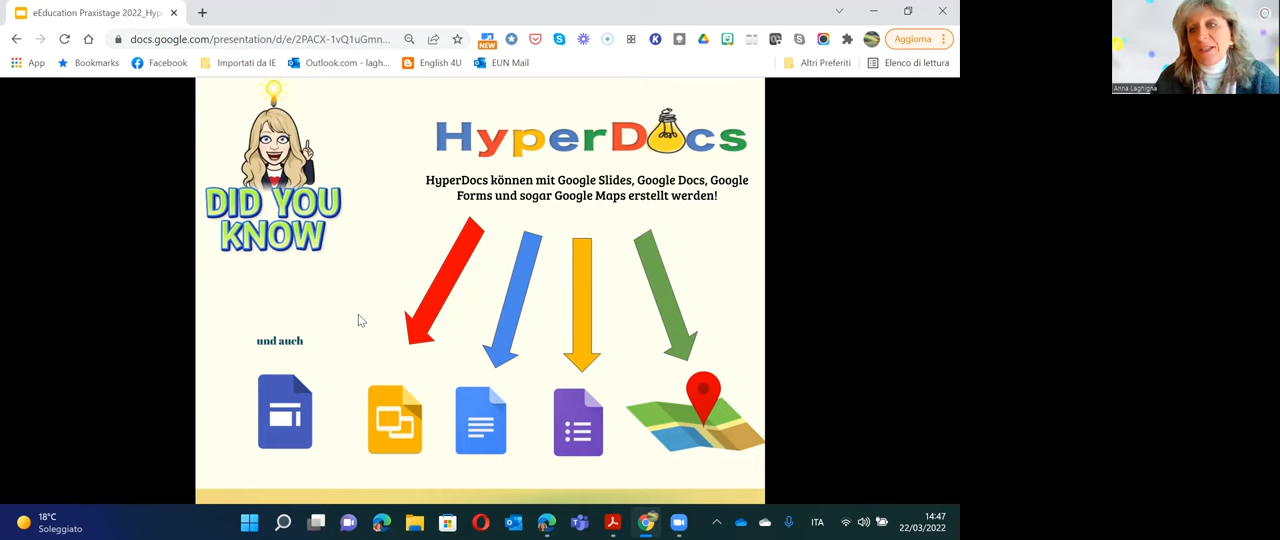 eEducation Praxistage 2022_Hype
docs.google.com/presentation/d/e/2PACX-1vQ1uGmn...
NEW
Aggiorna
App
Bookmarks
Facebook
Importati da IE
Outlook.com - lagh...
English 4U
EUN Mail
Altri Preferiti
Elenco di lettura
Anna Laghigna
DID YOU
KNOW
HyperDocs
HyperDocs können mit Google Slides, Google Docs, Google
Forms und sogar Google Maps erstellt werden!
und auch
18°C
Soleggiato
ITA
14:47
22/03/2022